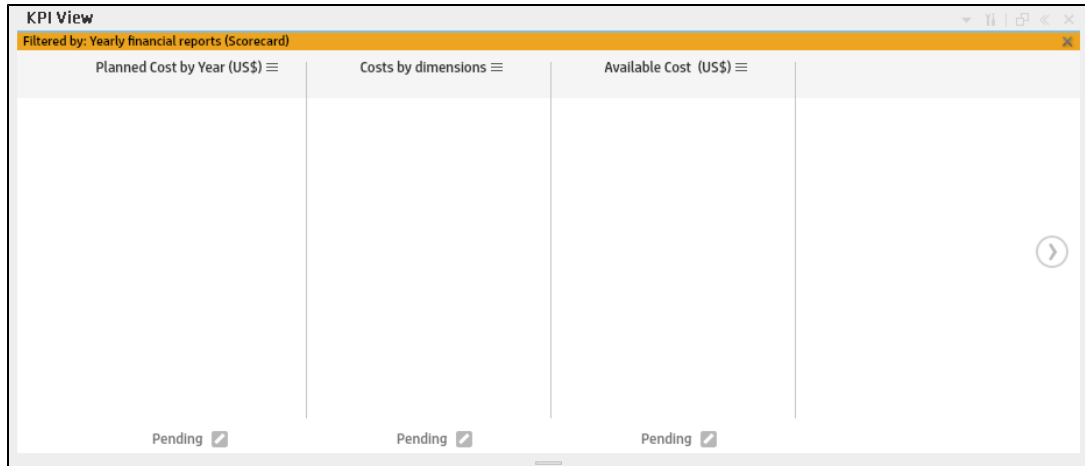 KPI View
Filtered by: Yearly financial reports (Scorecard)
Planned Cost by Year (US$)
Costs by dimensions
Available Cost (US$)
Pending
Pending
Pending